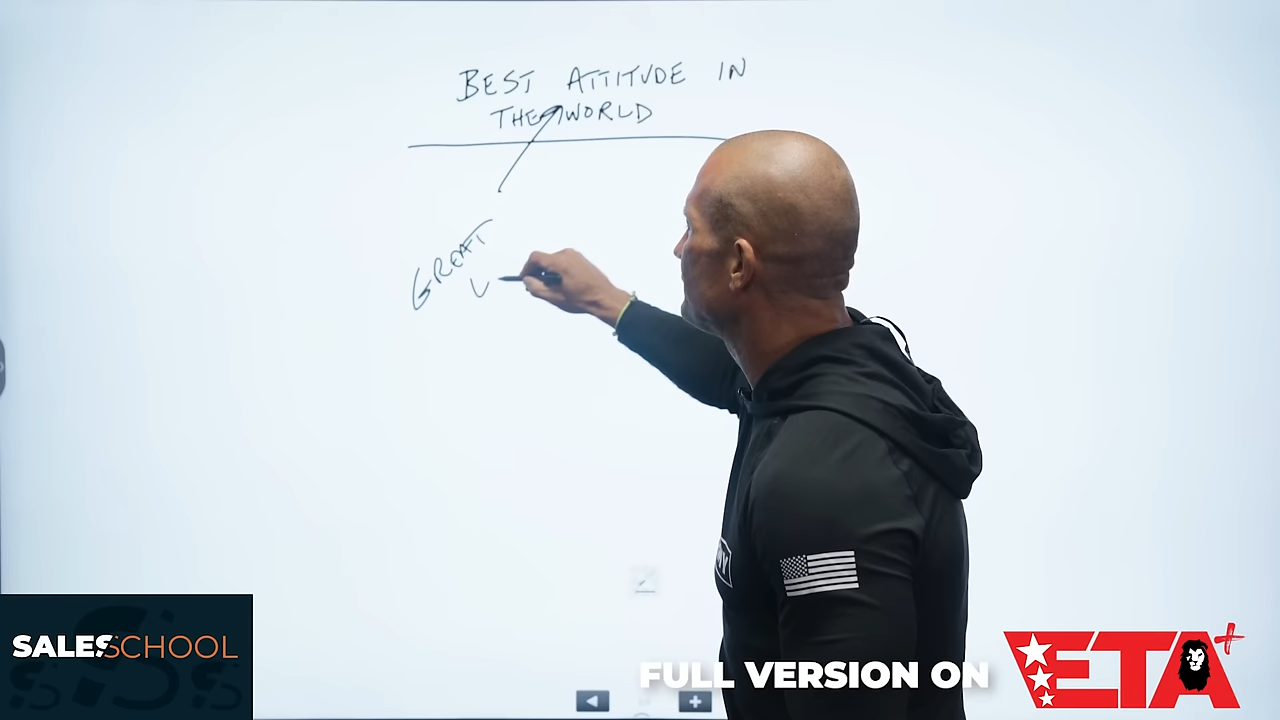 BEST ATTITUDE IN
THE WORLD
GREAT
SALESSCHOOL
FULL VERSION ON
ETA+